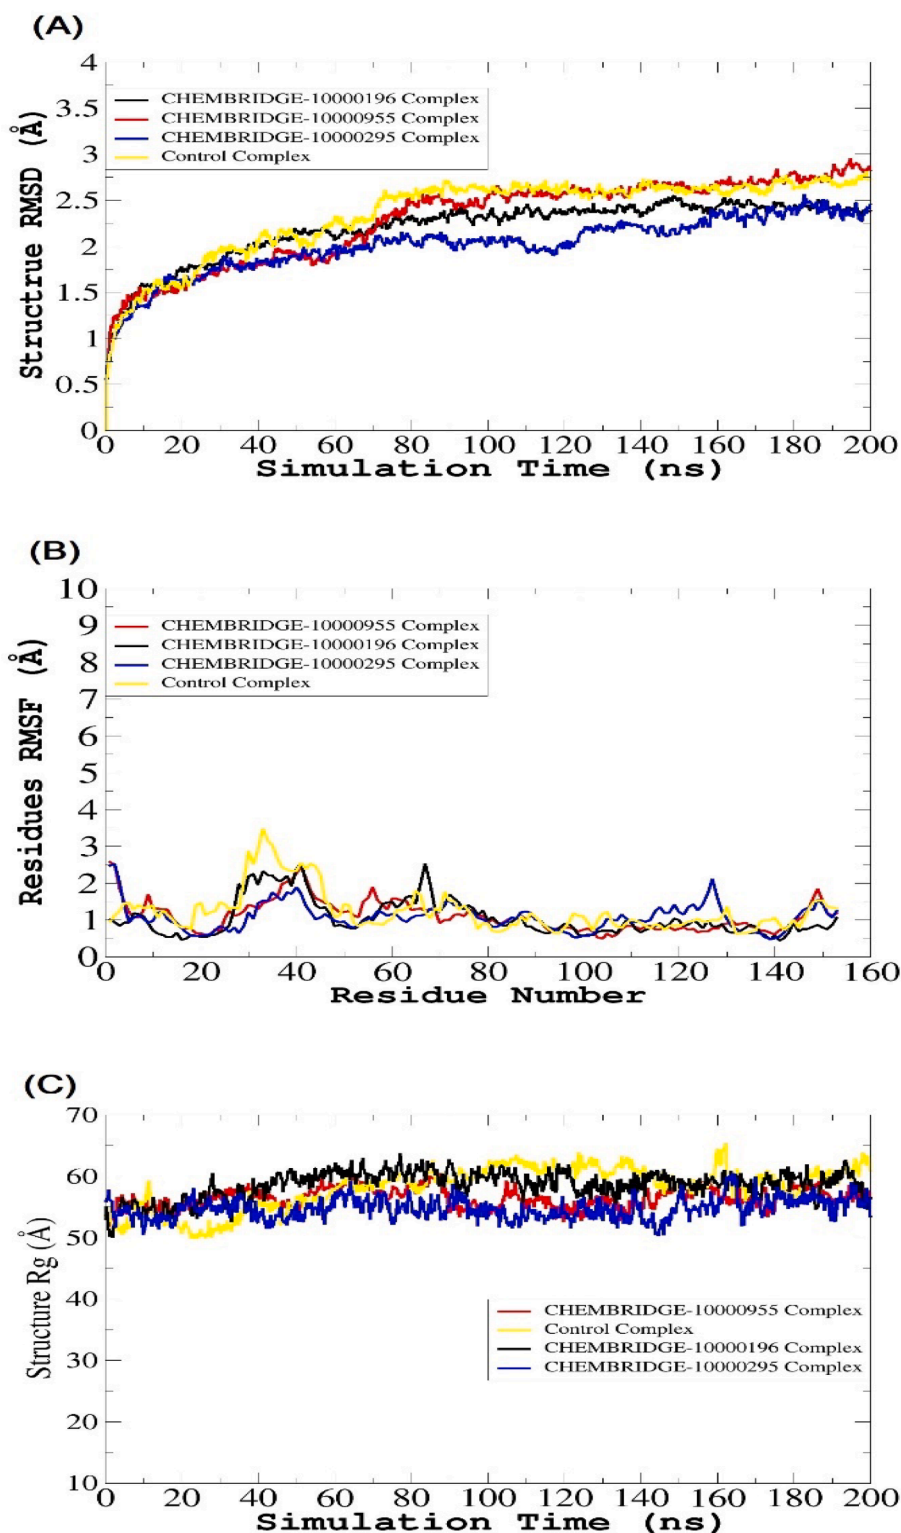 (A)
4
3.5
3
2.5
2
1.5
1
0.5
0
Structrue RMSD (Å)
CHEMBRIDGE-10000196 Complex
CHEMBRIDGE-10000955 Complex
CHEMBRIDGE-10000295 Complex
Control Complex
0 20 40 60 80 100 120 140 160 180 200
Simulation Time (ns)
(B)
10
9
8
7
6
5
4
3
2
1
0
Residues RMSF (Å)
CHEMBRIDGE-10000955 Complex
CHEMBRIDGE-10000196 Complex
CHEMBRIDGE-10000295 Complex
Control Complex
0 20 40 60 80 100 120 140 160
Residue Number
(C)
70
60
50
40
30
20
10
Structure Rg (Å)
CHEMBRIDGE-10000955 Complex
Control Complex
CHEMBRIDGE-10000196 Complex
CHEMBRIDGE-10000295 Complex
0 20 40 60 80 100 120 140 160 180 200
Simulation Time (ns)